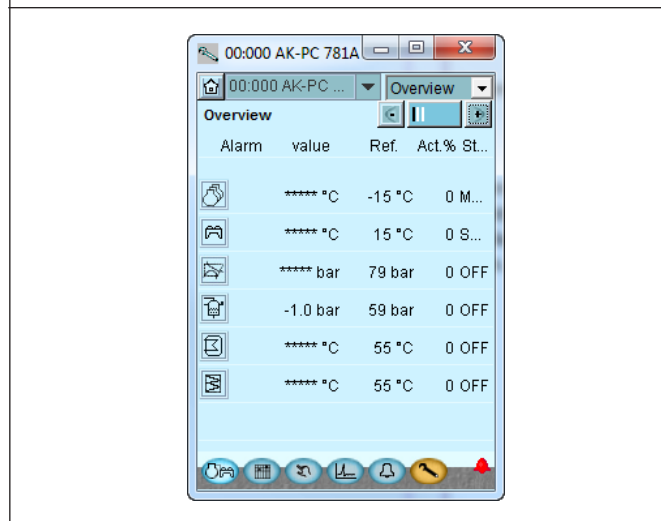 00:000 AK-PC 781A
00:000 AK-PC ... Overview
Overview
Alarm value Ref. Act.% St...
***** °C -15 °C 0 M...
***** °C 15 °C 0 S...
***** bar 79 bar 0 OFF
-1.0 bar 59 bar 0 OFF
***** °C 55 °C 0 OFF
***** °C 55 °C 0 OFF